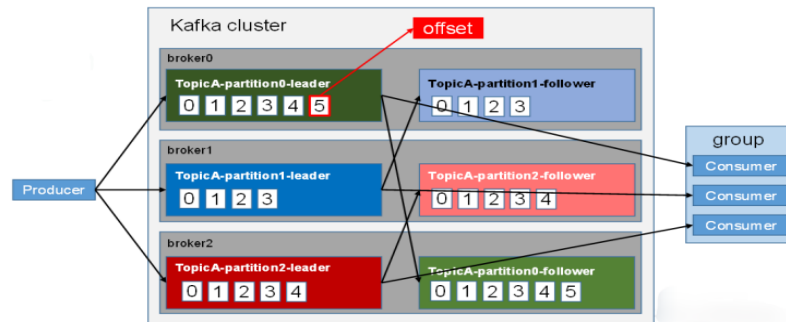 Kafka cluster
offset
broker0
TopicA-partition0-leader
0 1 2 3 4 5
TopicA-partition1-follower
0 1 2 3
broker1
TopicA-partition1-leader
0 1 2 3
TopicA-partition2-follower
0 1 2 3 4
broker2
TopicA-partition2-leader
0 1 2 3 4
TopicA-partition0-follower
0 1 2 3 4 5
Producer
group
Consumer
Consumer
Consumer